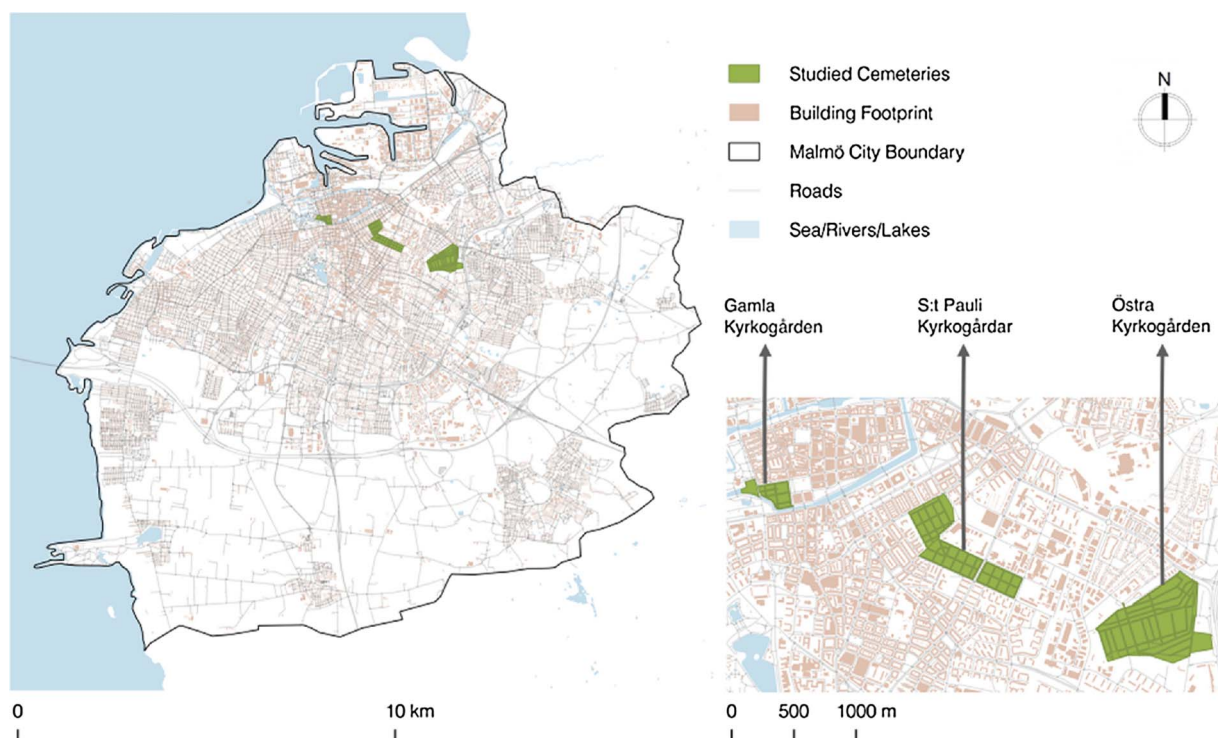 Studied Cemeteries
Building Footprint
Malmö City Boundary
Roads
Sea/Rivers/Lakes
N
Gamla
Kyrkogården
S:t Pauli
Kyrkogårdar
Östra
Kyrkogården
0 10 km
0 500 1000 m